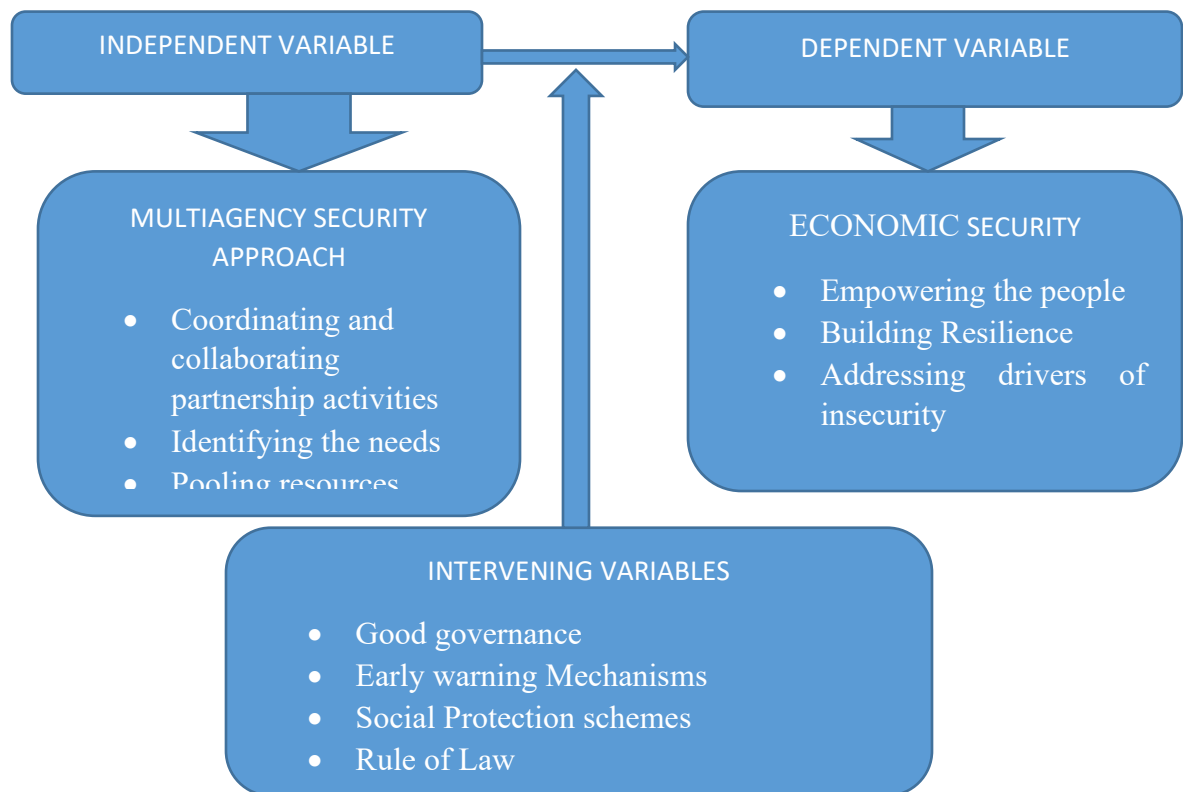 INDEPENDENT VARIABLE
DEPENDENT VARIABLE
MULTIAGENCY SECURITY
APPROACH
• Coordinating and
collaborating
partnership activities
• Identifying the needs
• Pooling resources
ECONOMIC SECURITY
• Empowering the people
• Building Resilience
• Addressing drivers of
insecurity
INTERVENING VARIABLES
• Good governance
• Early warning Mechanisms
• Social Protection schemes
• Rule of Law